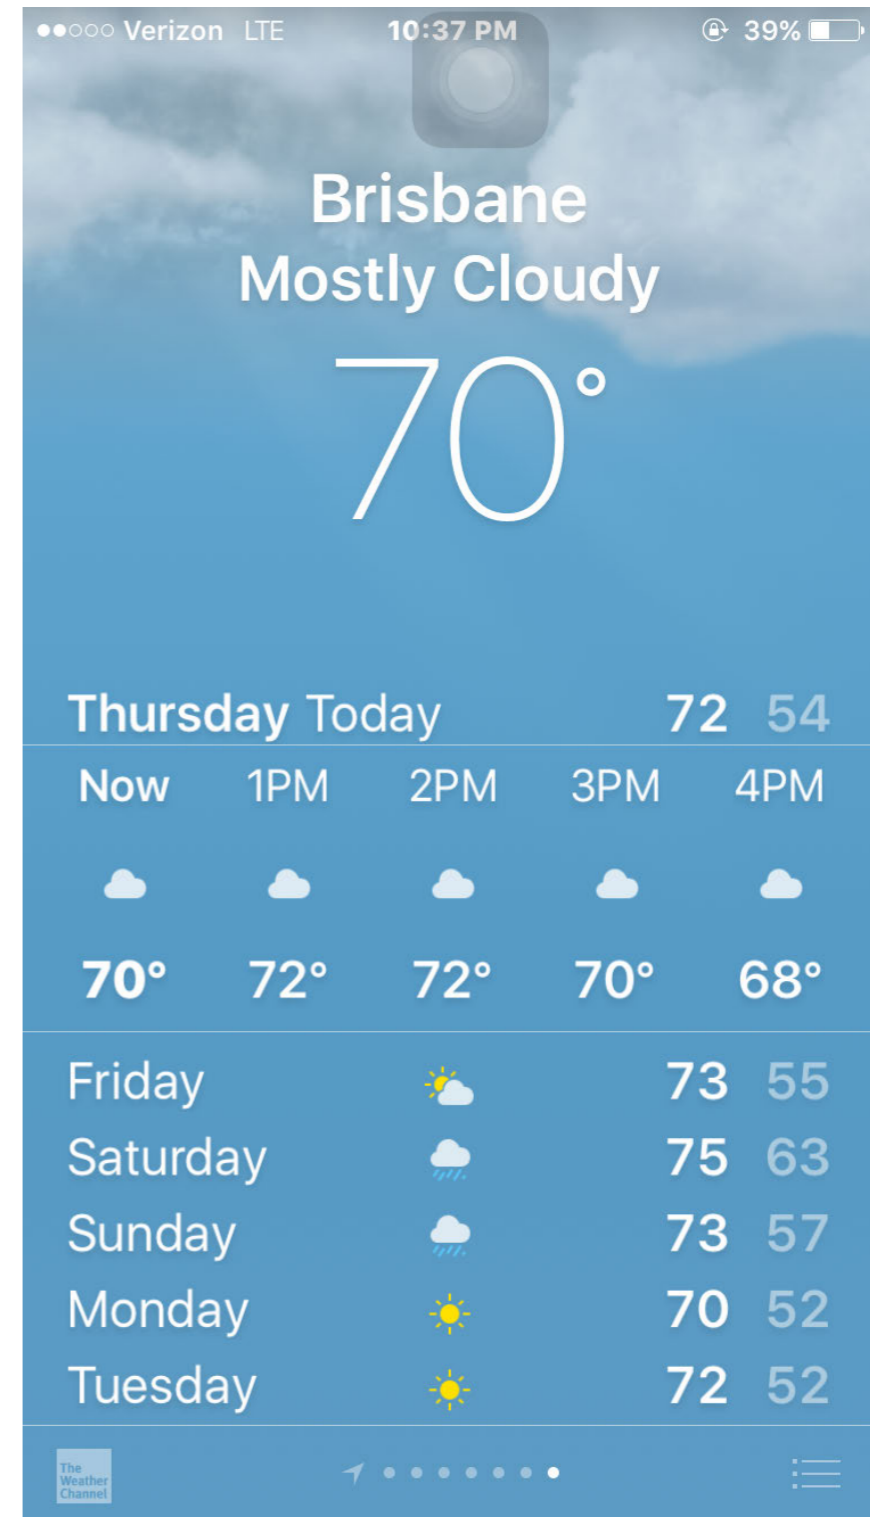 Verizon LTE 10:37 PM 39%
Brisbane
Mostly Cloudy
70°
Thursday Today 72 54
Now 1PM 2PM 3PM 4PM
70° 72° 72° 70° 68°
Friday 73 55
Saturday 75 63
Sunday 73 57
Monday 70 52
Tuesday 72 52
The
Weather
Channel